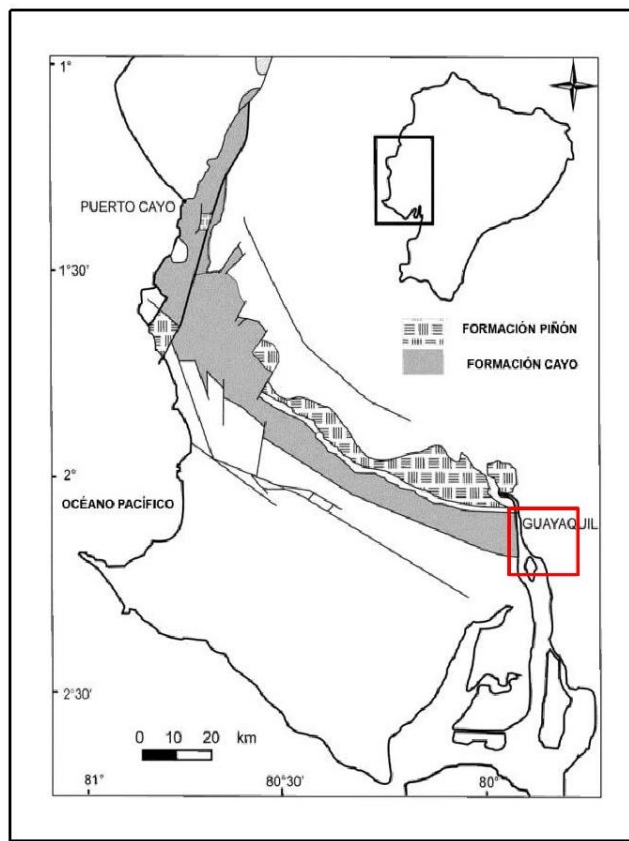 1°
PUERTO CAYO
1°30'
FORMACIÓN PIÑÓN
FORMACIÓN CAYO
2°
OCÉANO PACÍFICO
GUAYAQUIL
2°30'
0 10 20 km
81° 80°30' 80°